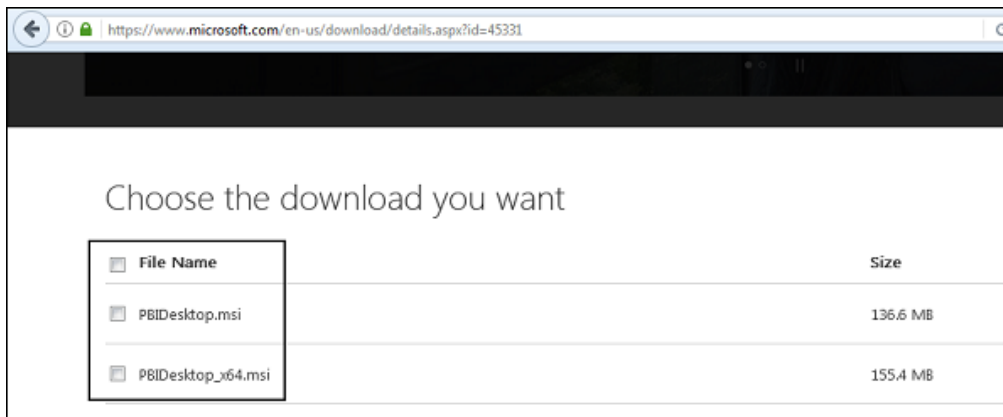 https://www.microsoft.com/en-us/download/details.aspx?id=45331
Choose the download you want
File Name Size
PBIDesktop.msi 136.6 MB
PBIDesktop_x64.msi 155.4 MB